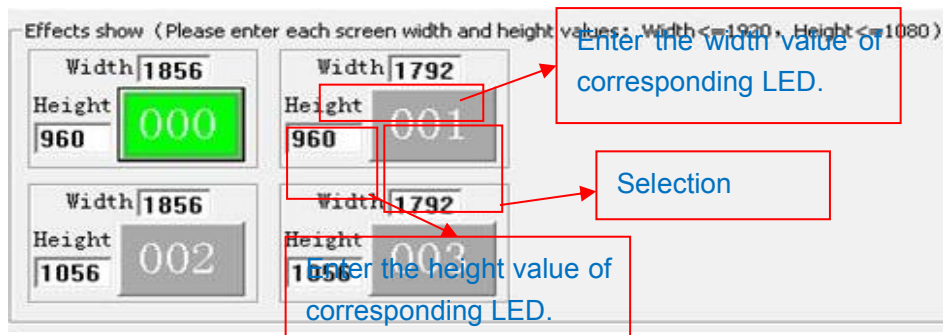 Effects show (Please enter each screen width and height values: Width<=1920, Height<=1080)
Enter the width value of
corresponding LED.
Width 1856
Width 1792
Height
960
000
Height
960
001
Selection
Width 1856
Width 1792
Height
1056
002
Height
1056
003
Enter the height value of
corresponding LED.